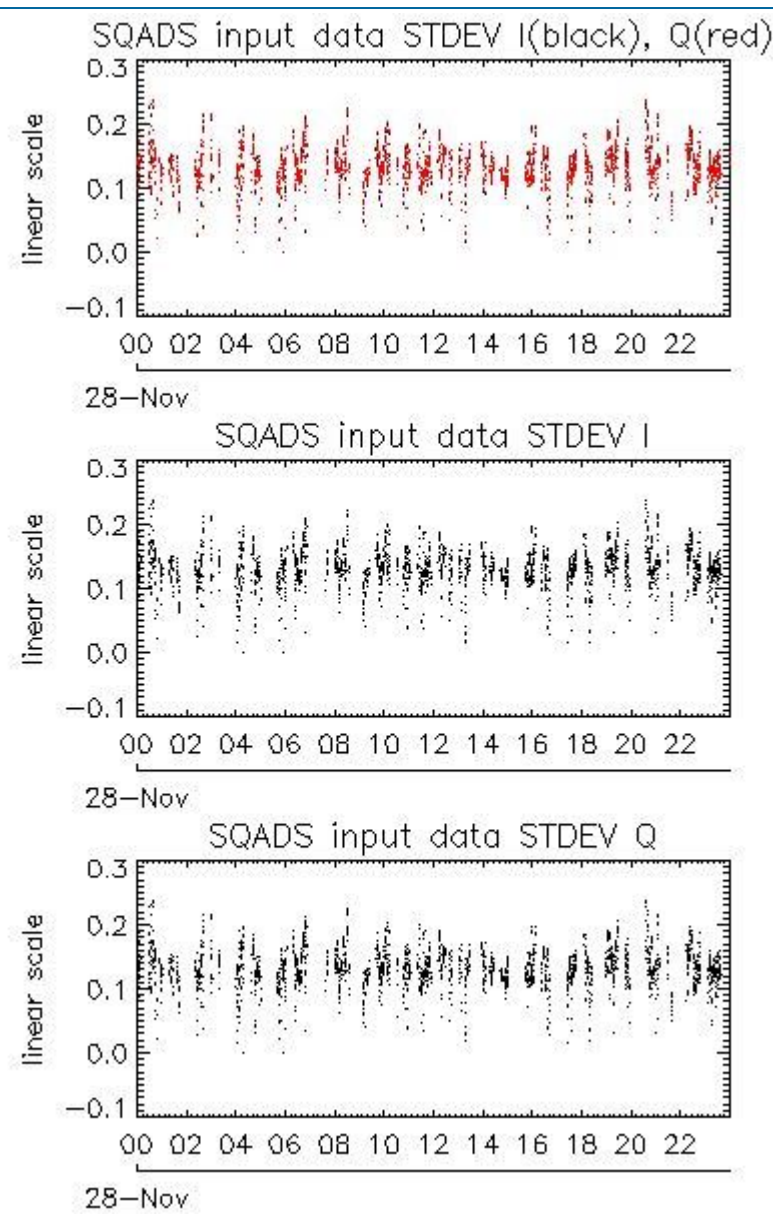 SQADS input data STDEV I(black), Q(red)
0.3
0.2
0.1
0.0
−0.1
linear scale
00 02 04 06 08 10 12 14 16 18 20 22
28−Nov
SQADS input data STDEV I
0.3
0.2
0.1
0.0
−0.1
linear scale
00 02 04 06 08 10 12 14 16 18 20 22
28−Nov
SQADS input data STDEV Q
0.3
0.2
0.1
0.0
−0.1
linear scale
00 02 04 06 08 10 12 14 16 18 20 22
28−Nov